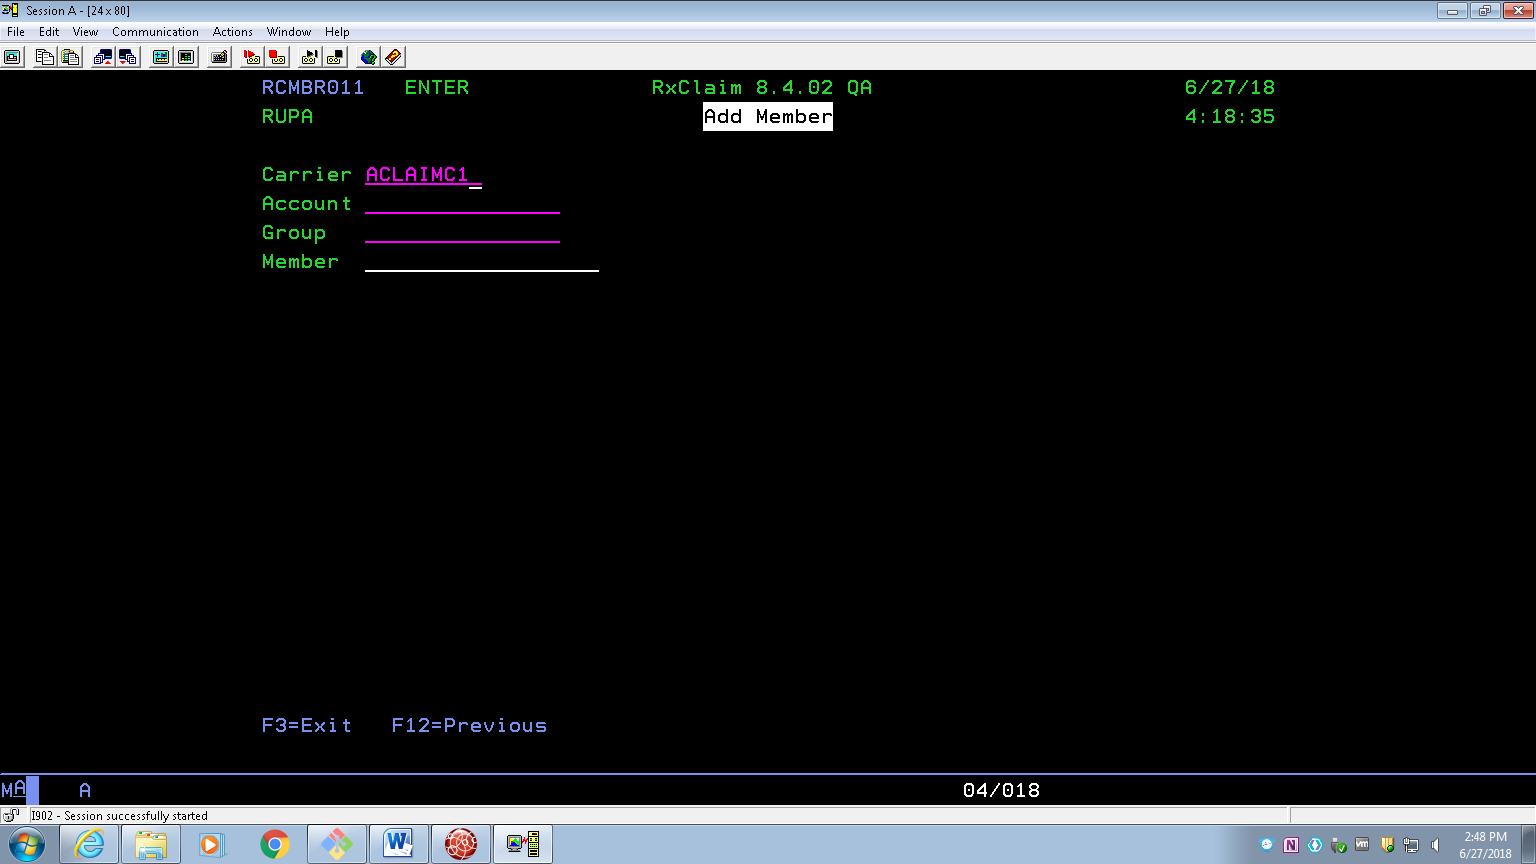 Session A - [24 x 80]
File Edit View Communication Actions Window Help
RCMBR011 ENTER RxClaim 8.4.02 QA 6/27/18
RUPA Add Member 4:18:35
Carrier ACLAIMC1
Account
Group
Member
F3=Exit F12=Previous
MA A 04/018
I902 - Session successfully started
2:48 PM
6/27/2018